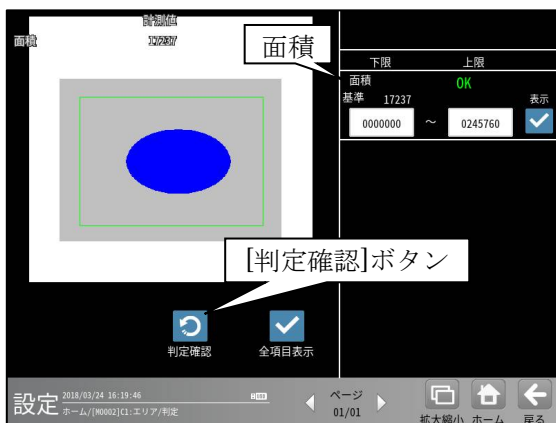 計測値
面積 17237
面積
下限 上限
面積 OK
基準 17237 表示
0000000 ～ 0245760
[判定確認]ボタン
判定確認 全項目表示
設定
2018/03/24 16:19:46
ホーム/[M0002]C1:エリア/判定
ページ
01/01
拡大縮小 ホーム 戻る